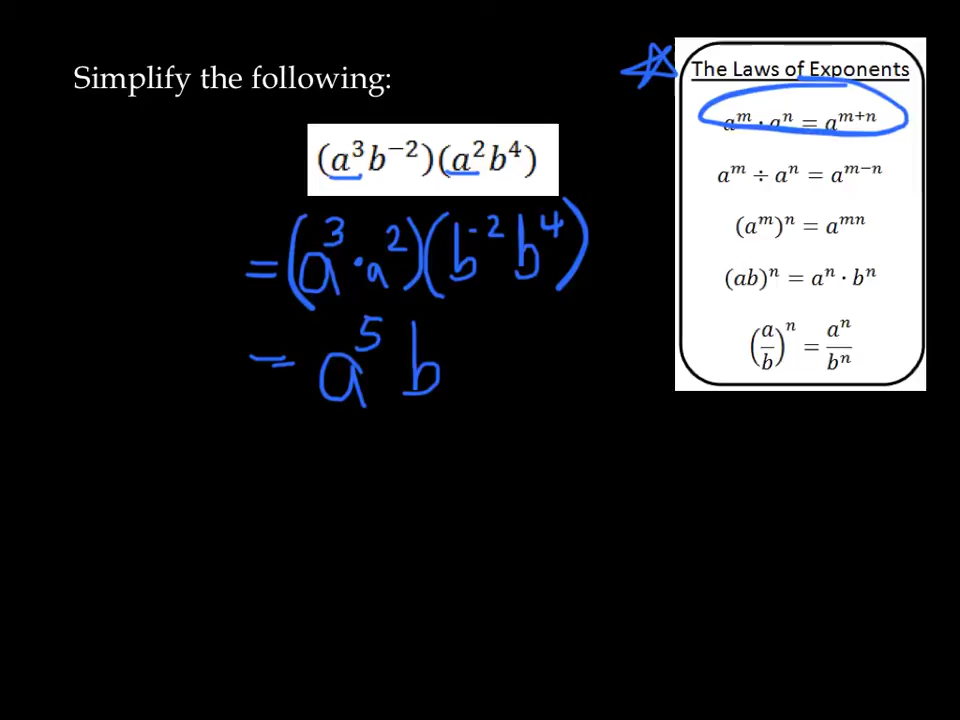 Simplify the following:
(a³b⁻²)(a²b⁴)
=(a³·a²)(b⁻²b⁴)
= a⁵ b
The Laws of Exponents
aᵐ · aⁿ = aᵐ⁺ⁿ
aᵐ ÷ aⁿ = aᵐ⁻ⁿ
(aᵐ)ⁿ = aᵐⁿ
(ab)ⁿ = aⁿ · bⁿ
(a/b)ⁿ = aⁿ/bⁿ